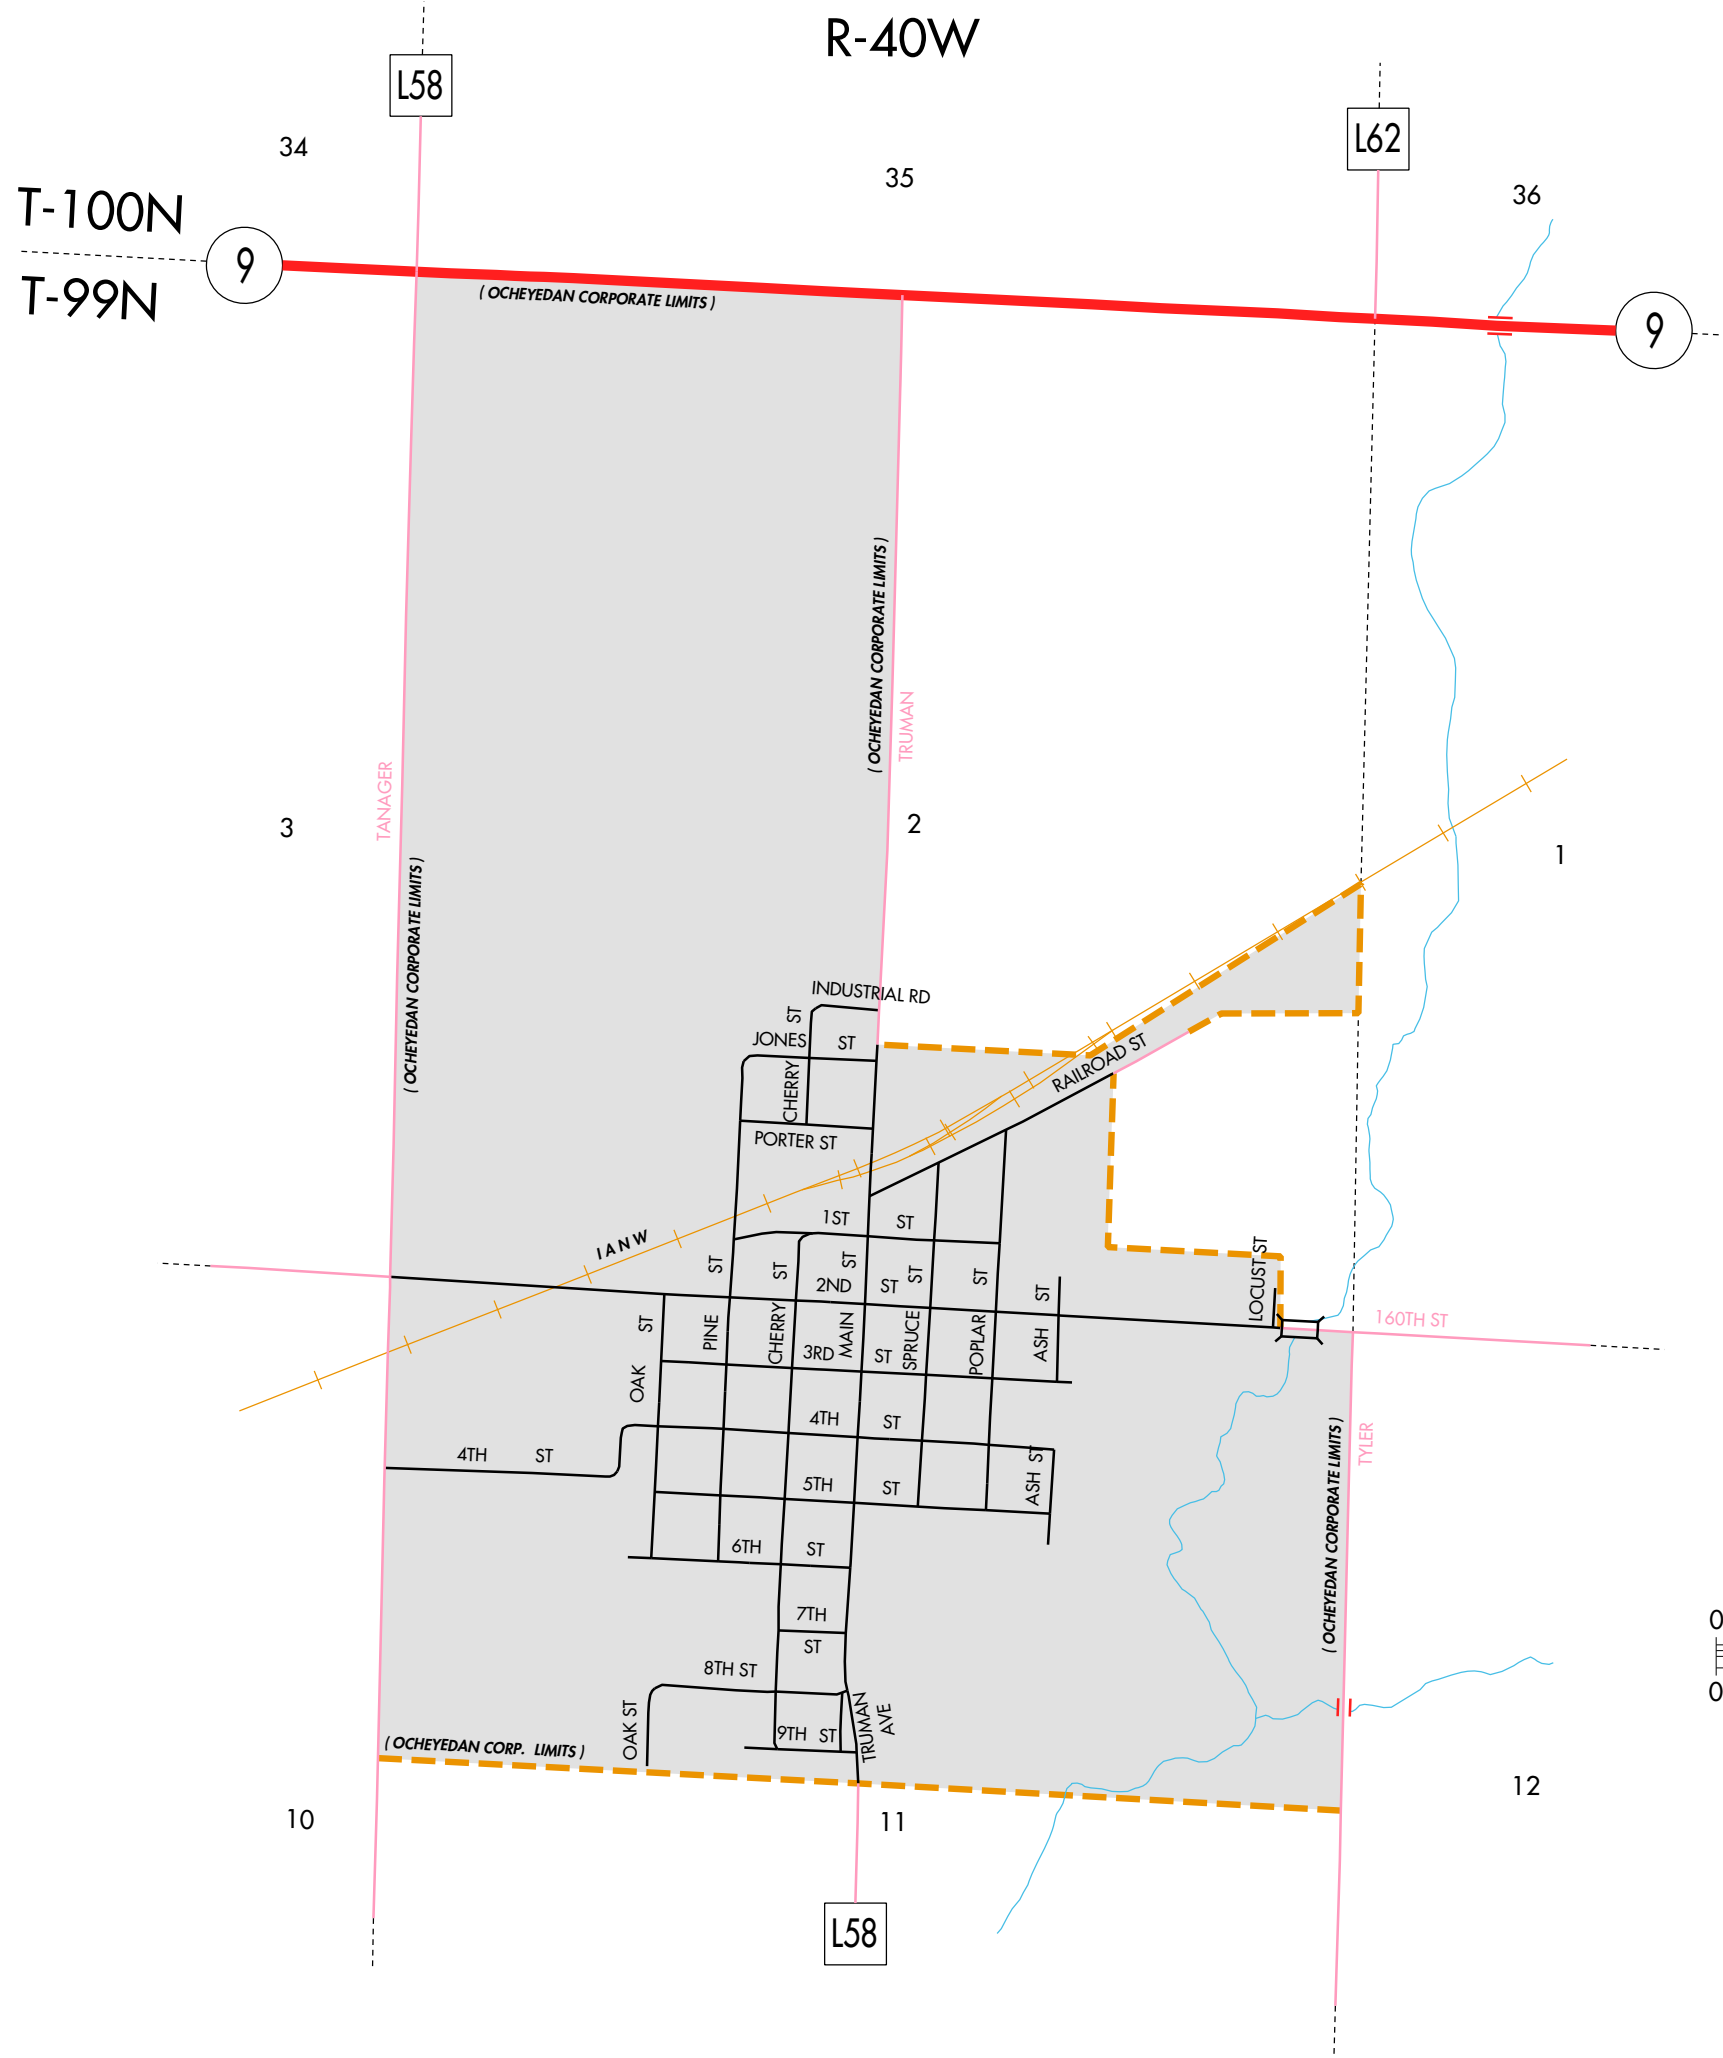 R-40W
L58
L62
34
35
36
T-100N
9
T-99N
( OCHEYEDAN CORPORATE LIMITS )
9
( OCHEYEDAN CORPORATE LIMITS )
TRUMAN
TANAGER
3
2
1
( OCHEYEDAN CORPORATE LIMITS )
INDUSTRIAL RD
CHERRY ST
JONES ST
PORTER ST
RAILROAD ST
IANW
1ST ST
2ND ST
OAK ST
PINE ST
CHERRY ST
MAIN ST
SPRUCE ST
POPLAR ST
ASH ST
LOCUST ST
160TH ST
3RD ST
4TH ST
4TH ST
5TH ST
ASH ST
TYLER
( OCHEYEDAN CORPORATE LIMITS )
6TH ST
7TH ST
8TH ST
OAK ST
9TH ST
TRUMAN AVE
( OCHEYEDAN CORP. LIMITS )
10
11
12
L58
0
0